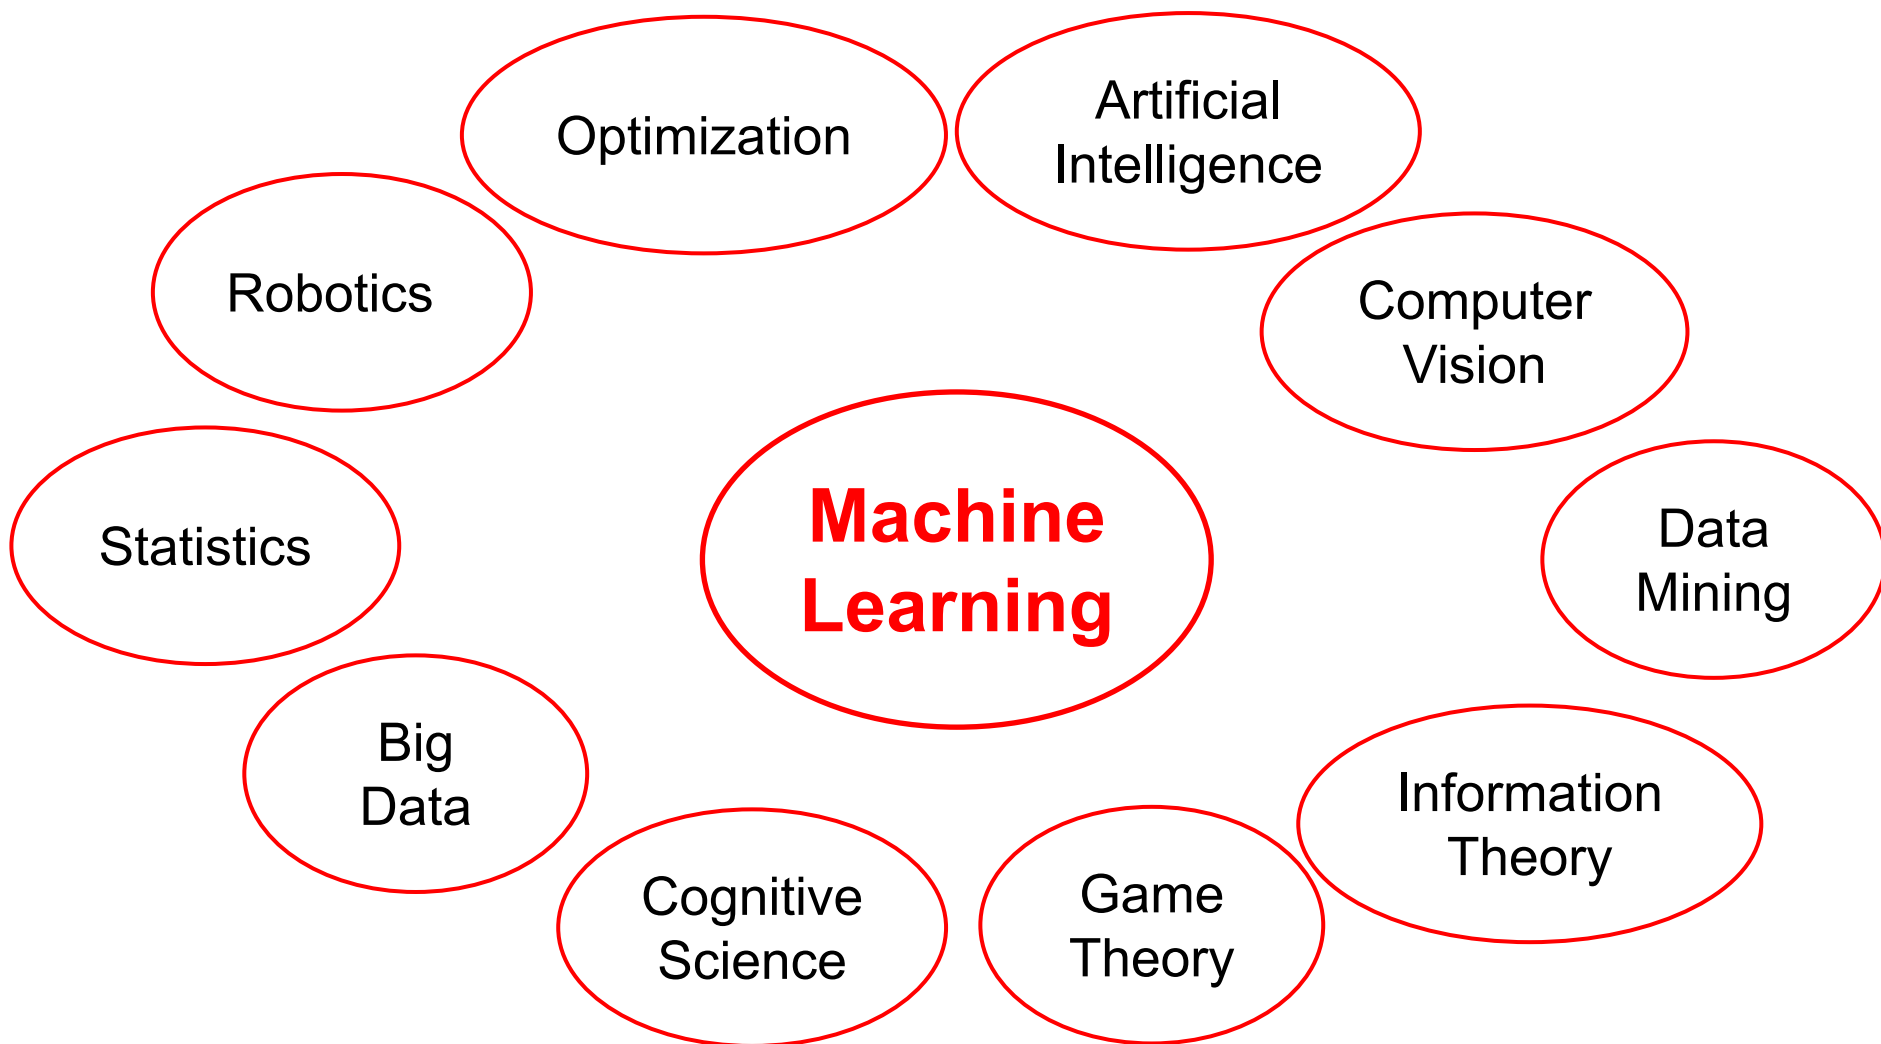 Optimization
Artificial
Intelligence
Robotics
Computer
Vision
Statistics
Machine
Learning
Data
Mining
Big
Data
Information
Theory
Cognitive
Science
Game
Theory